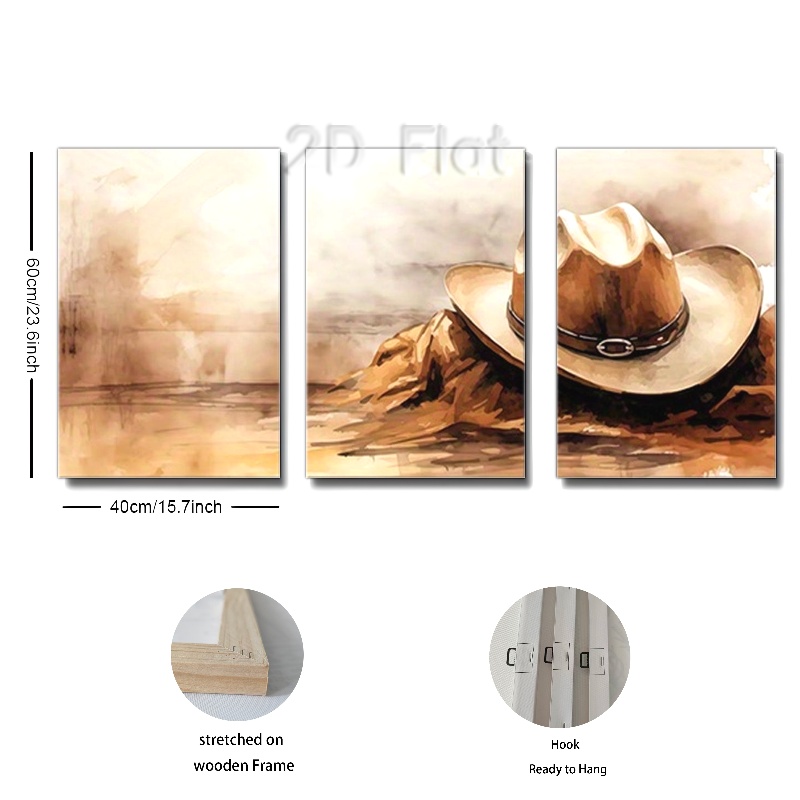 2D Flat
60cm/23.6inch
40cm/15.7inch
stretched on
wooden Frame
Hook
Ready to Hang